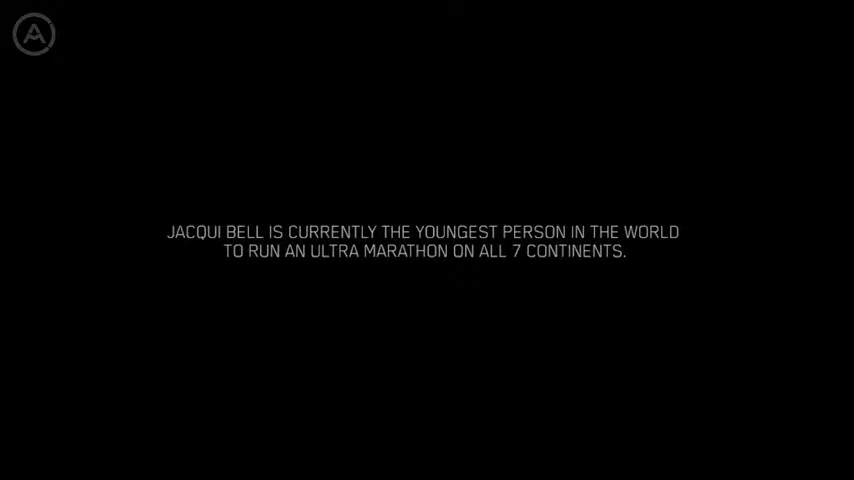 JACQUI BELL IS CURRENTLY THE YOUNGEST PERSON IN THE WORLD
TO RUN AN ULTRA MARATHON ON ALL 7 CONTINENTS.